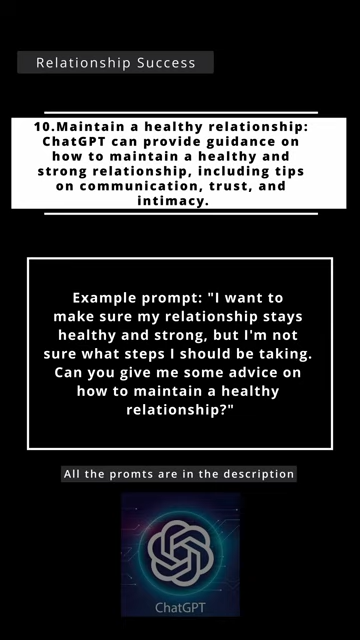 Relationship Success
10.Maintain a healthy relationship:
ChatGPT can provide guidance on
how to maintain a healthy and
strong relationship, including tips
on communication, trust, and
intimacy.
Example prompt: "I want to
make sure my relationship stays
healthy and strong, but I'm not
sure what steps I should be taking.
Can you give me some advice on
how to maintain a healthy
relationship?"
All the promts are in the description
ChatGPT